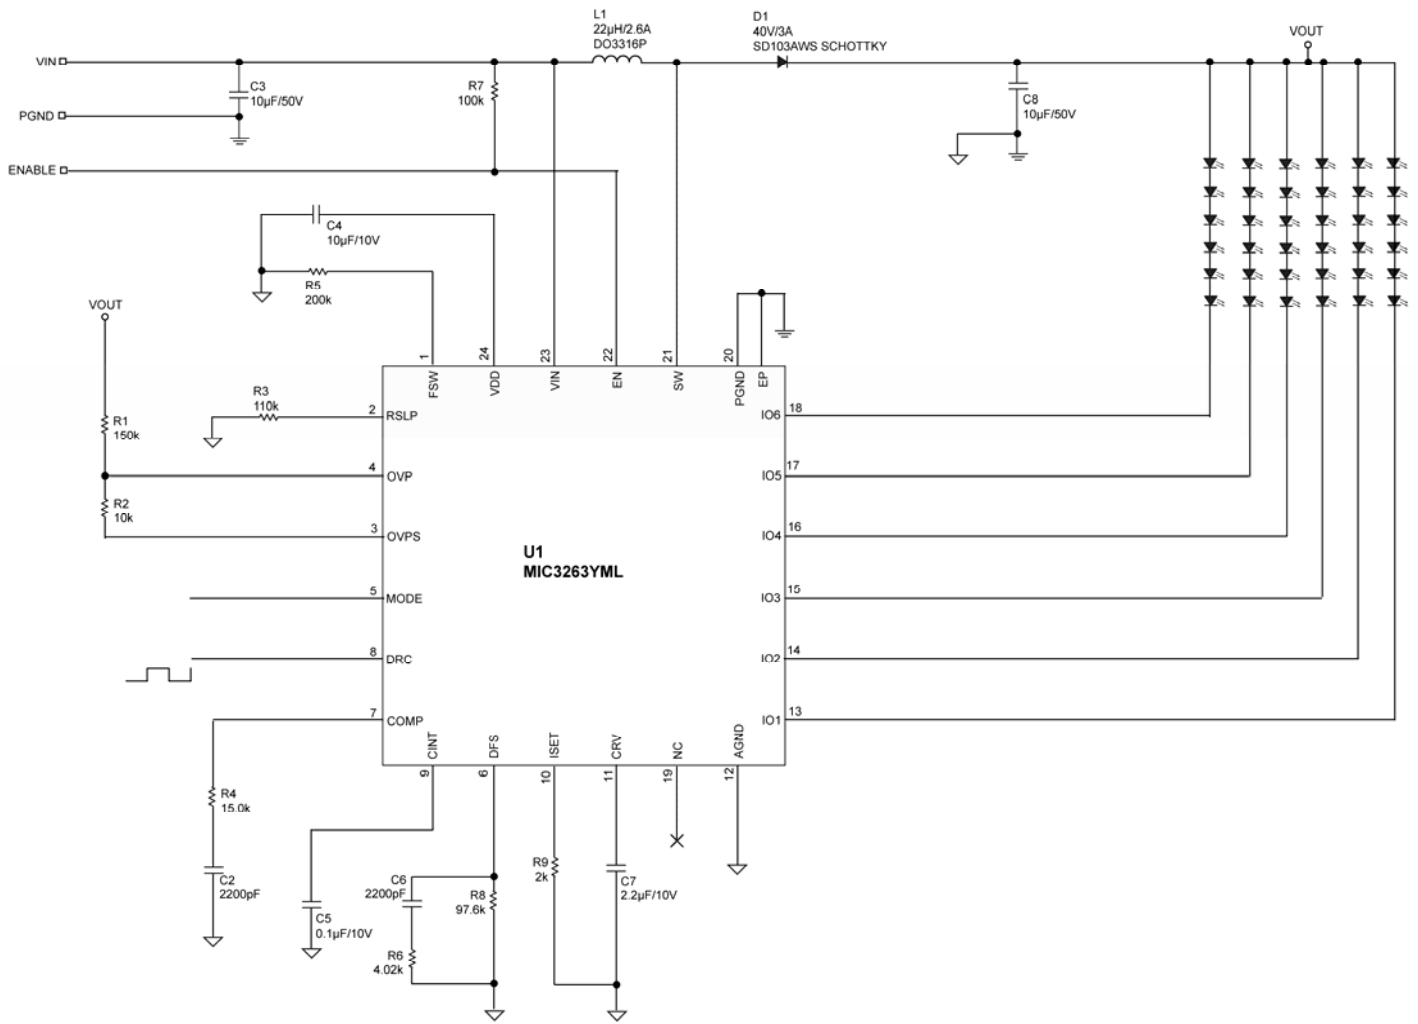 L1
22µH/2.6A
DO3316P
D1
40V/3A
SD103AWS SCHOTTKY
VOUT
VIN
C3
10µF/50V
R7
100k
C8
10µF/50V
PGND
ENABLE
C4
10µF/10V
R5
200k
VOUT
1
24
23
22
21
20
FSW
VDD
VIN
EN
SW
PGND
EP
R3
110k
2
RSLP
IO6
18
R1
150k
4
OVP
IO5
17
R2
10k
3
OVPS
IO4
16
U1
MIC3263YML
5
MODE
IO3
15
8
DRC
IO2
14
7
COMP
IO1
13
CINT
DFS
ISET
CRV
NC
AGND
9
6
10
11
19
12
R4
15.0k
C2
2200pF
C5
0.1µF/10V
C6
2200pF
R8
97.6k
R6
4.02k
R9
2k
C7
2.2µF/10V